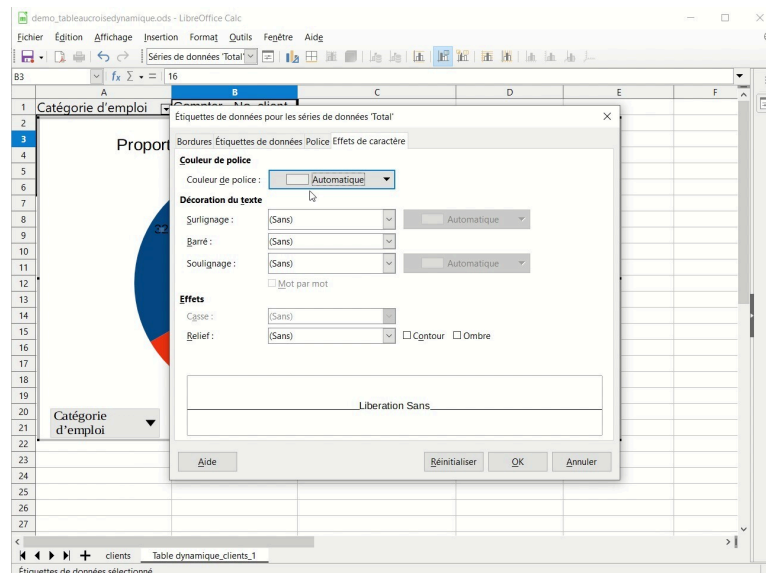 demo_tableaucroisedynamique.ods - LibreOffice Calc
Fichier Édition Affichage Insertion Format Outils Fenêtre Aide
Séries de données 'Total'
B3 fx Σ = 16
A B C D E F
1 Catégorie d'emploi Compter - No_client
2
3
4
5
6
7
8
9
10
11
12
13
14
15
16
17
18
19
20
21
22
23
24
25
26
27
Proport
Catégorie
d'emploi
Étiquettes de données pour les séries de données 'Total'
Bordures Étiquettes de données Police Effets de caractère
Couleur de police
Couleur de police : Automatique
Décoration du texte
Surlignage : (Sans) Automatique
Barré : (Sans)
Soulignage : (Sans) Automatique
Mot par mot
Effets
Casse : (Sans)
Relief : (Sans) Contour Ombre
Liberation Sans
Aide Réinitialiser OK Annuler
clients Table dynamique_clients_1
Étiquettes de données sélectionné